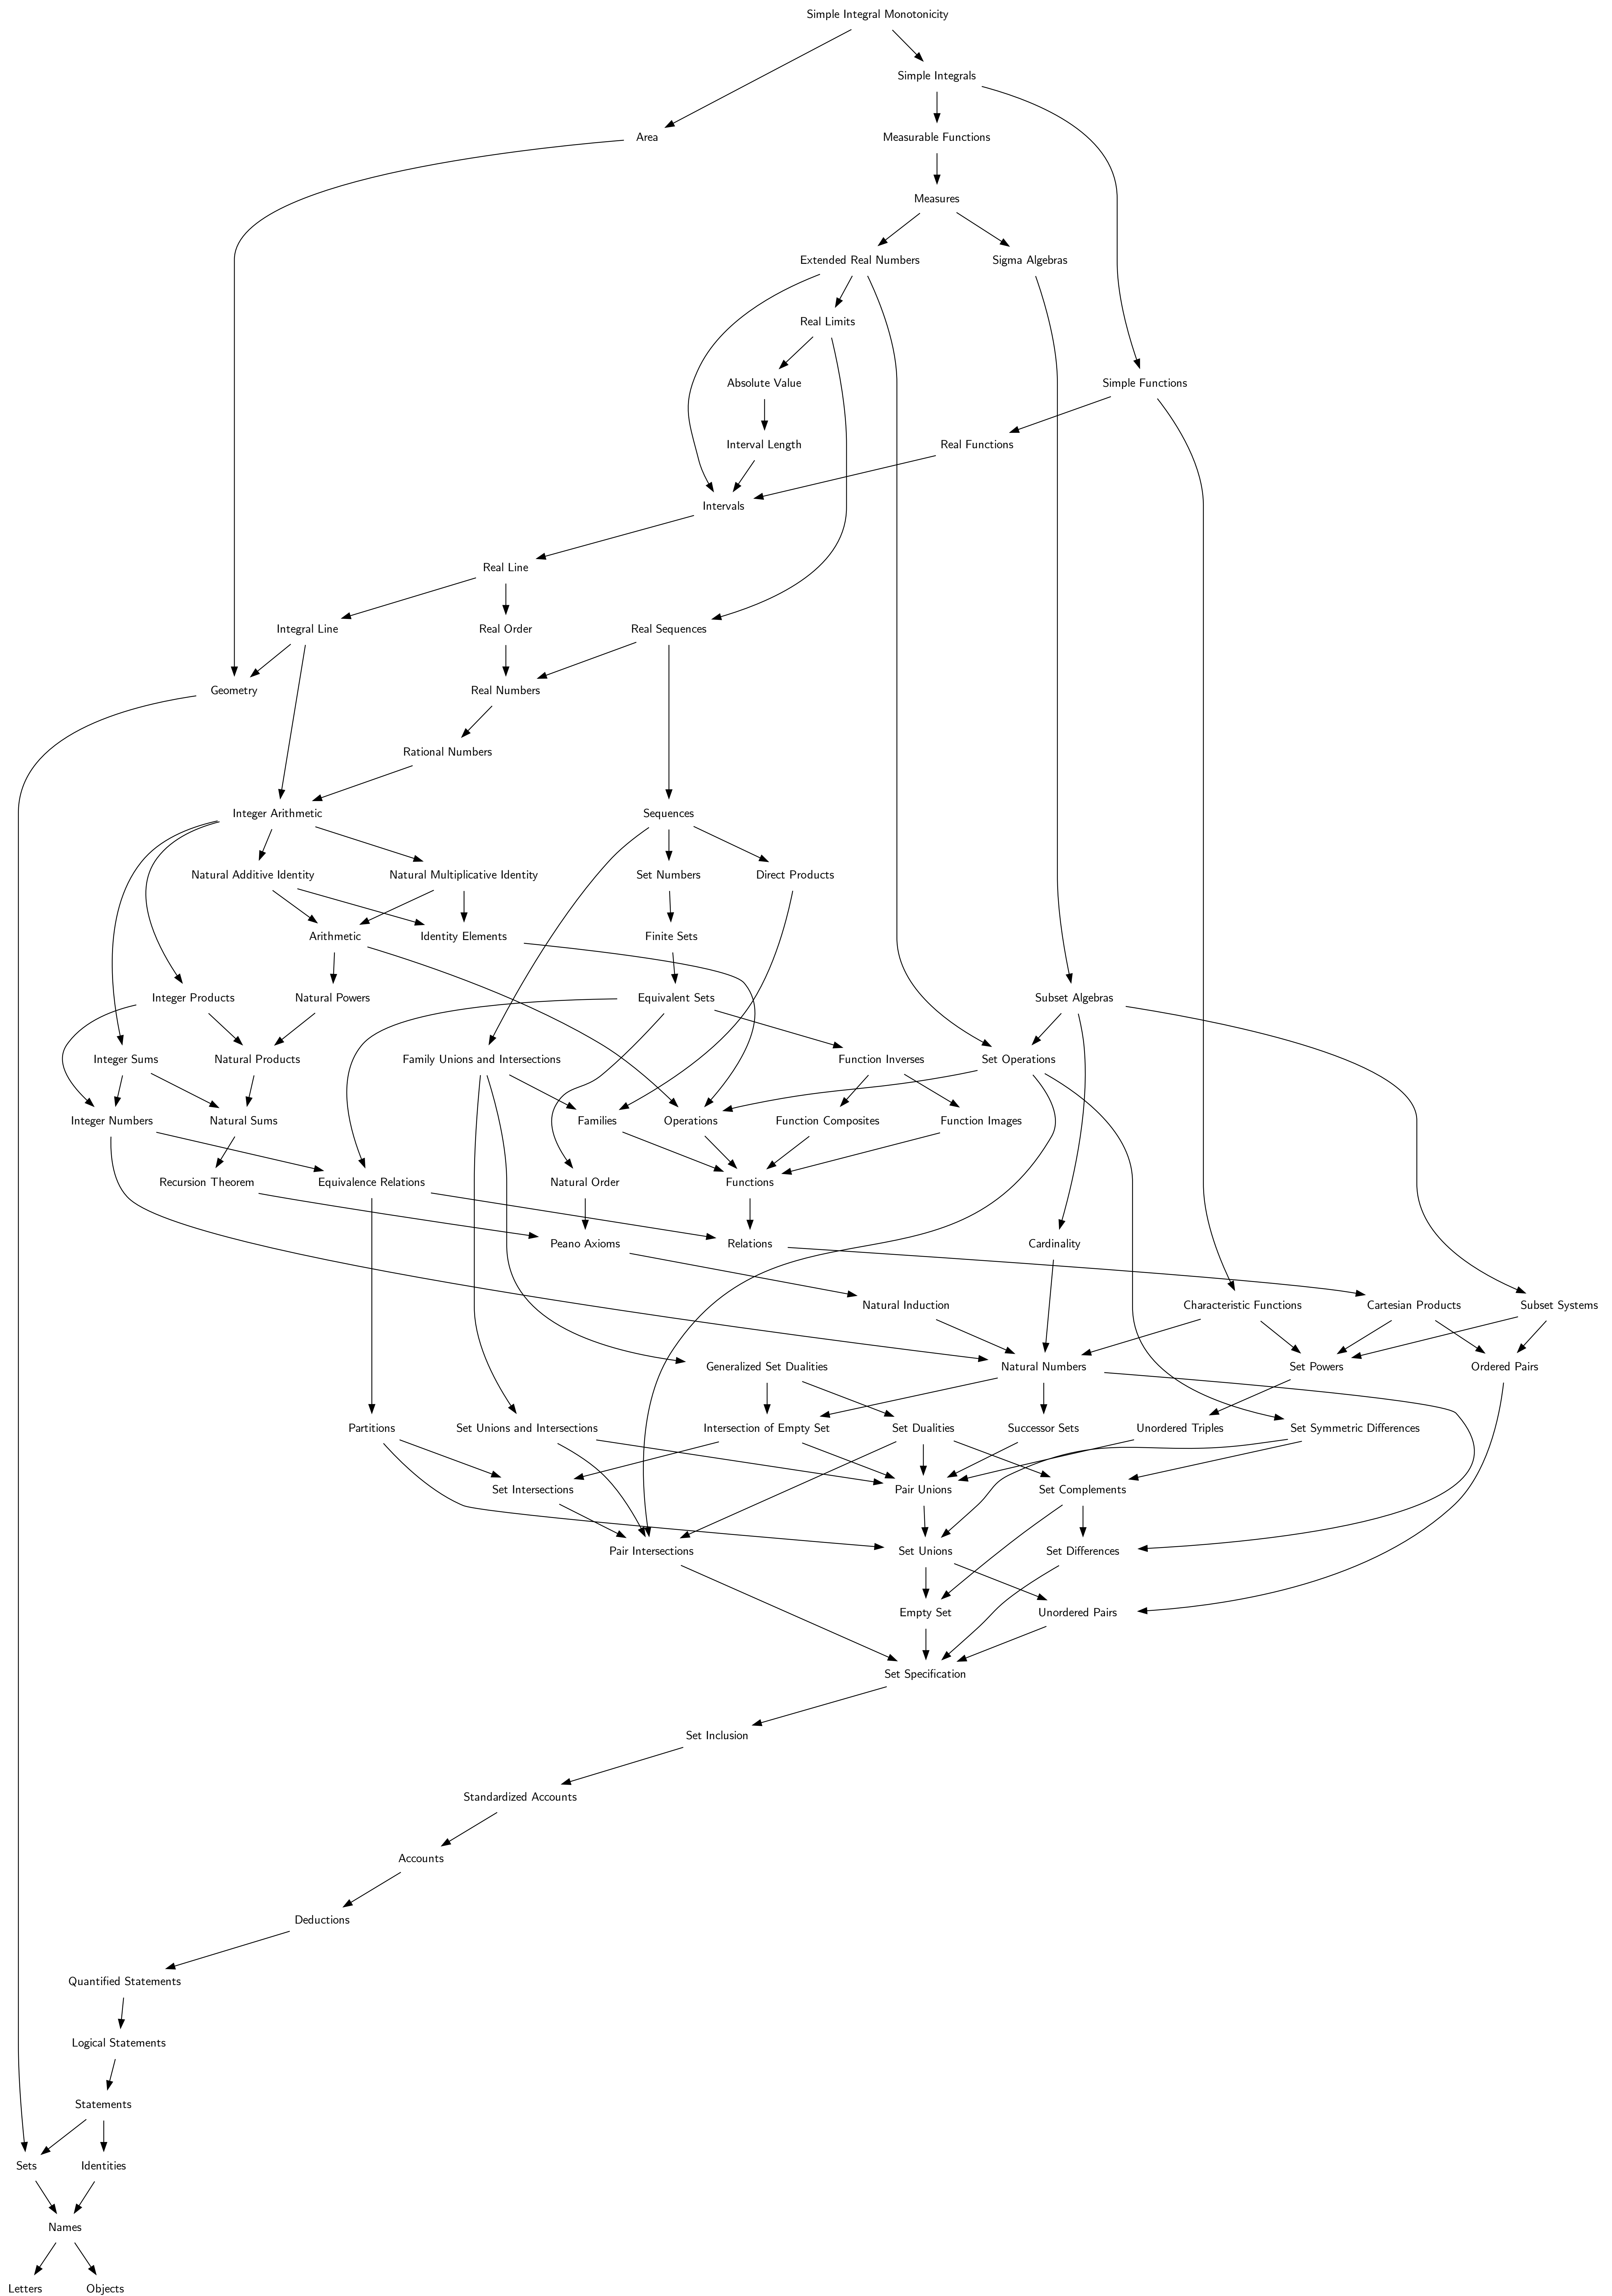 Simple Integral Monotonicity
Simple Integrals
Area
Measurable Functions
Measures
Extended Real Numbers
Sigma Algebras
Real Limits
Absolute Value
Simple Functions
Interval Length
Real Functions
Intervals
Real Line
Integral Line
Real Order
Real Sequences
Geometry
Real Numbers
Rational Numbers
Integer Arithmetic
Sequences
Natural Additive Identity
Natural Multiplicative Identity
Set Numbers
Direct Products
Arithmetic
Identity Elements
Finite Sets
Integer Products
Natural Powers
Equivalent Sets
Subset Algebras
Integer Sums
Natural Products
Family Unions and Intersections
Function Inverses
Set Operations
Integer Numbers
Natural Sums
Families
Operations
Function Composites
Function Images
Recursion Theorem
Equivalence Relations
Natural Order
Functions
Peano Axioms
Relations
Cardinality
Natural Induction
Characteristic Functions
Cartesian Products
Subset Systems
Generalized Set Dualities
Natural Numbers
Set Powers
Ordered Pairs
Partitions
Set Unions and Intersections
Intersection of Empty Set
Set Dualities
Successor Sets
Unordered Triples
Set Symmetric Differences
Set Intersections
Pair Unions
Set Complements
Pair Intersections
Set Unions
Set Differences
Empty Set
Unordered Pairs
Set Specification
Set Inclusion
Standardized Accounts
Accounts
Deductions
Quantified Statements
Logical Statements
Statements
Sets
Identities
Names
Letters
Objects